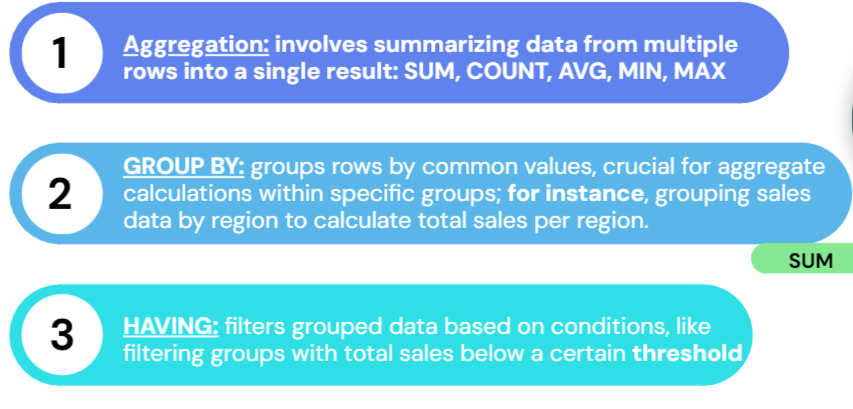 1
Aggregation: involves summarizing data from multiple
rows into a single result: SUM, COUNT, AVG, MIN, MAX
2
GROUP BY: groups rows by common values, crucial for aggregate
calculations within specific groups; for instance, grouping sales
data by region to calculate total sales per region.
SUM
3
HAVING: filters grouped data based on conditions, like
filtering groups with total sales below a certain threshold